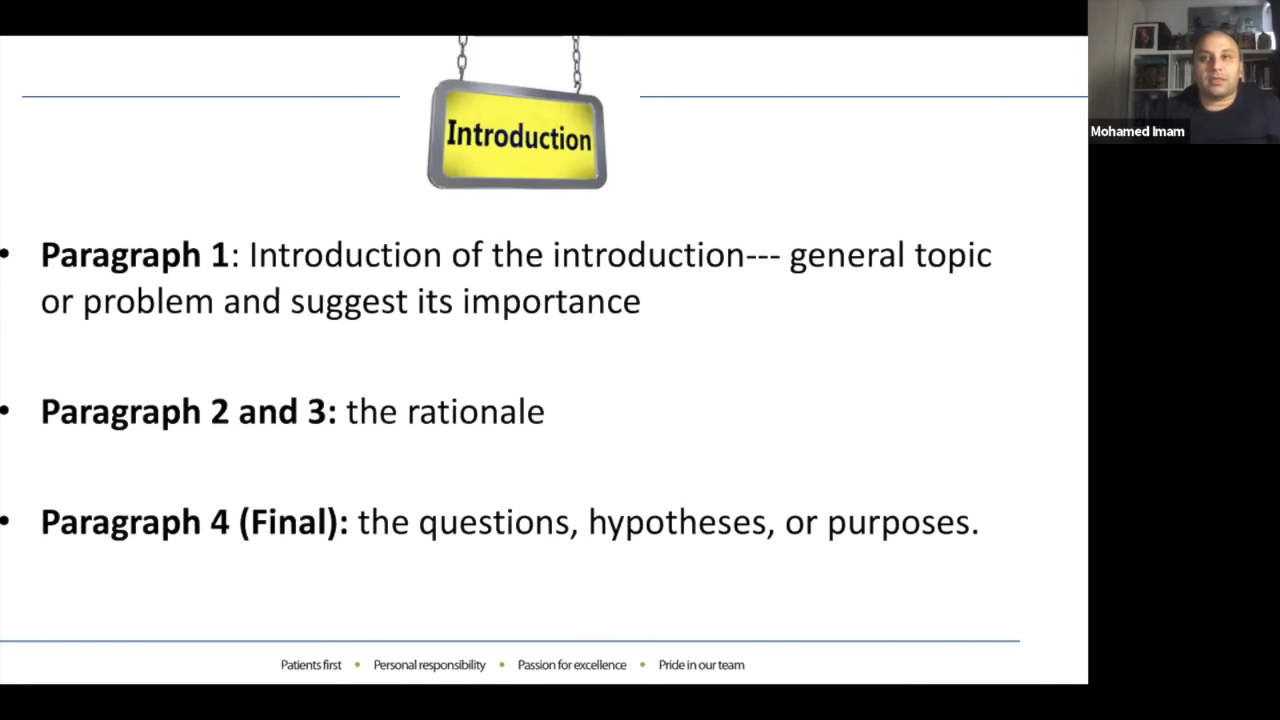 Introduction
Mohamed Imam
• Paragraph 1: Introduction of the introduction--- general topic
or problem and suggest its importance
• Paragraph 2 and 3: the rationale
• Paragraph 4 (Final): the questions, hypotheses, or purposes.
Patients first • Personal responsibility • Passion for excellence • Pride in our team